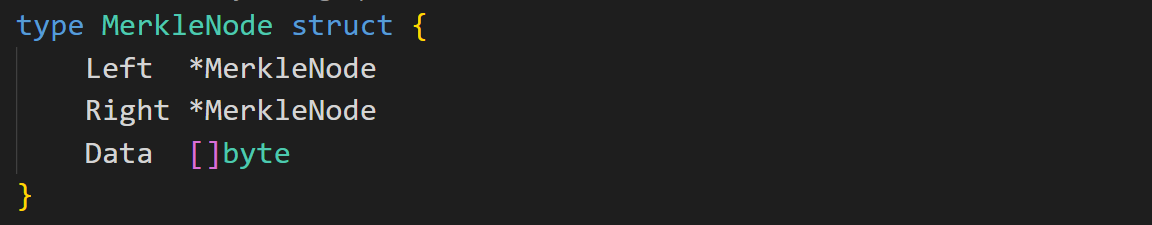 type MerkleNode struct {
    Left  *MerkleNode
    Right *MerkleNode
    Data  []byte
}